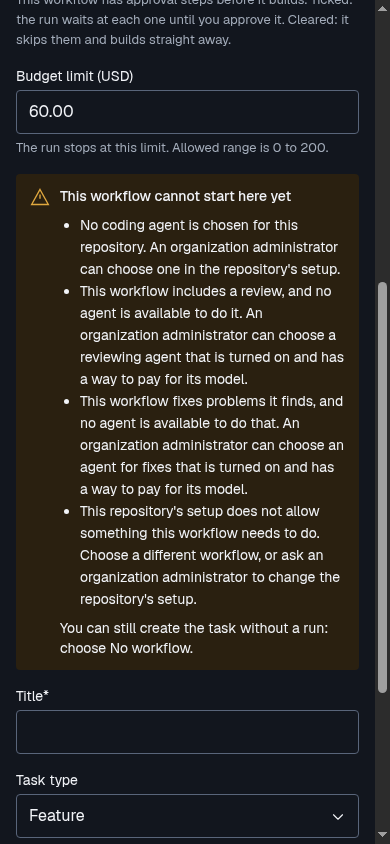 This workflow has approval steps before it builds. Ticked:
the run waits at each one until you approve it. Cleared: it
skips them and builds straight away.
Budget limit (USD)
60.00
The run stops at this limit. Allowed range is 0 to 200.
This workflow cannot start here yet
• No coding agent is chosen for this
repository. An organization administrator
can choose one in the repository's setup.
• This workflow includes a review, and no
agent is available to do it. An
organization administrator can choose a
reviewing agent that is turned on and has
a way to pay for its model.
• This workflow fixes problems it finds, and
no agent is available to do that. An
organization administrator can choose an
agent for fixes that is turned on and has
a way to pay for its model.
• This repository's setup does not allow
something this workflow needs to do.
Choose a different workflow, or ask an
organization administrator to change the
repository's setup.
You can still create the task without a run:
choose No workflow.
Title*
Task type
Feature